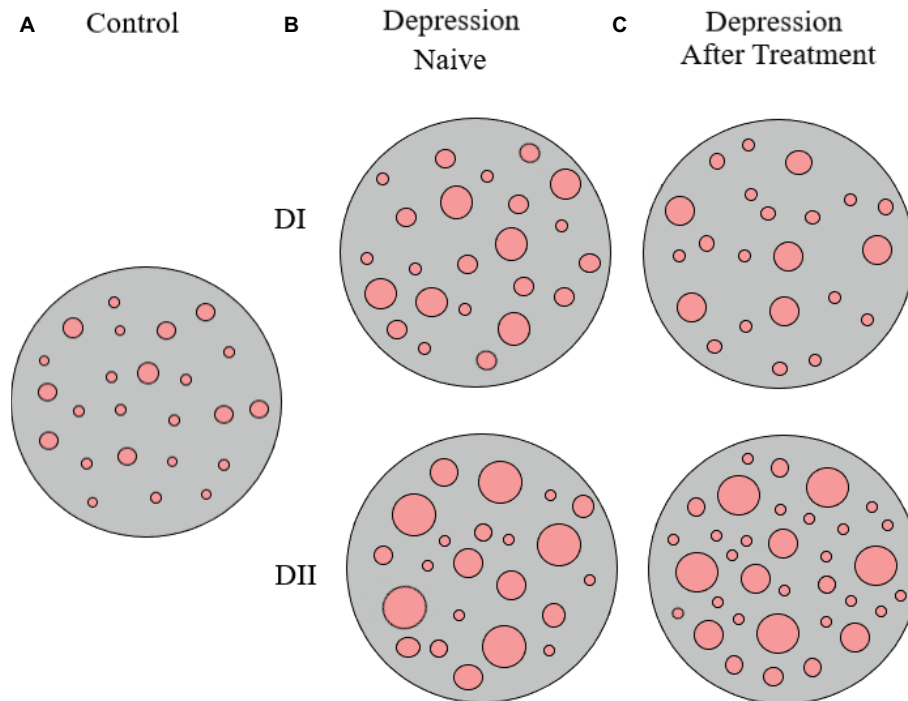 A
Control
B
Depression
Naive
C
Depression
After Treatment
DI
DII